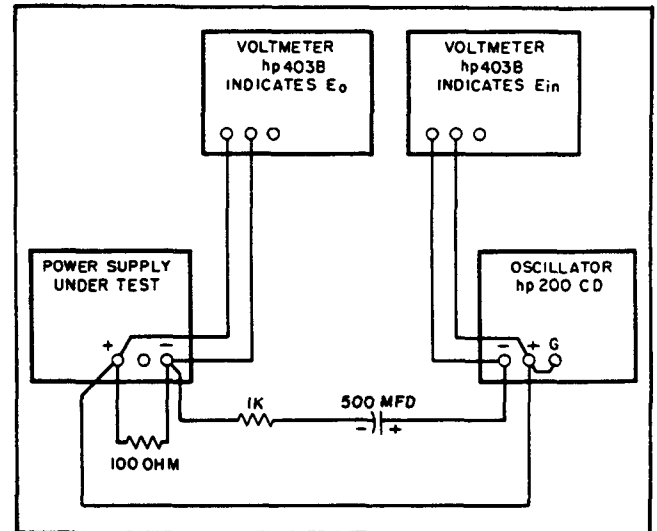 VOLTMETER
hp 403B
INDICATES Eo
VOLTMETER
hp 403B
INDICATES Ein
POWER SUPPLY
UNDER TEST
+ −
OSCILLATOR
hp 200 CD
− + G
1K
500 MFD
− +
100 OHM